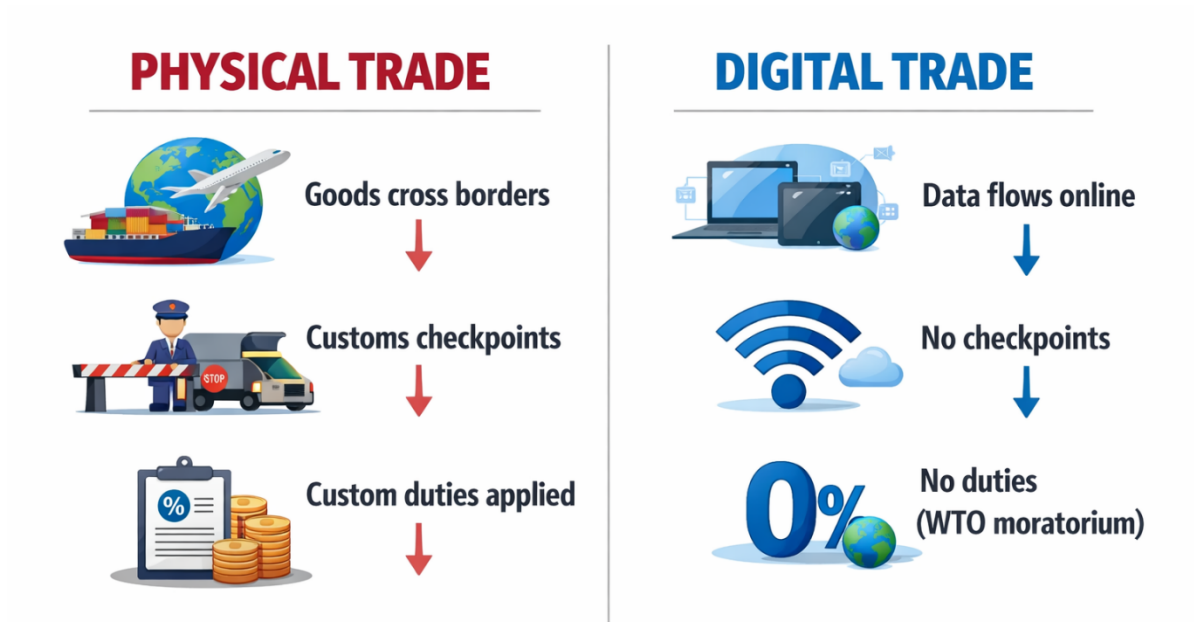 PHYSICAL TRADE
Goods cross borders
Customs checkpoints
STOP
%
Custom duties applied
DIGITAL TRADE
Data flows online
No checkpoints
0%
No duties
(WTO moratorium)